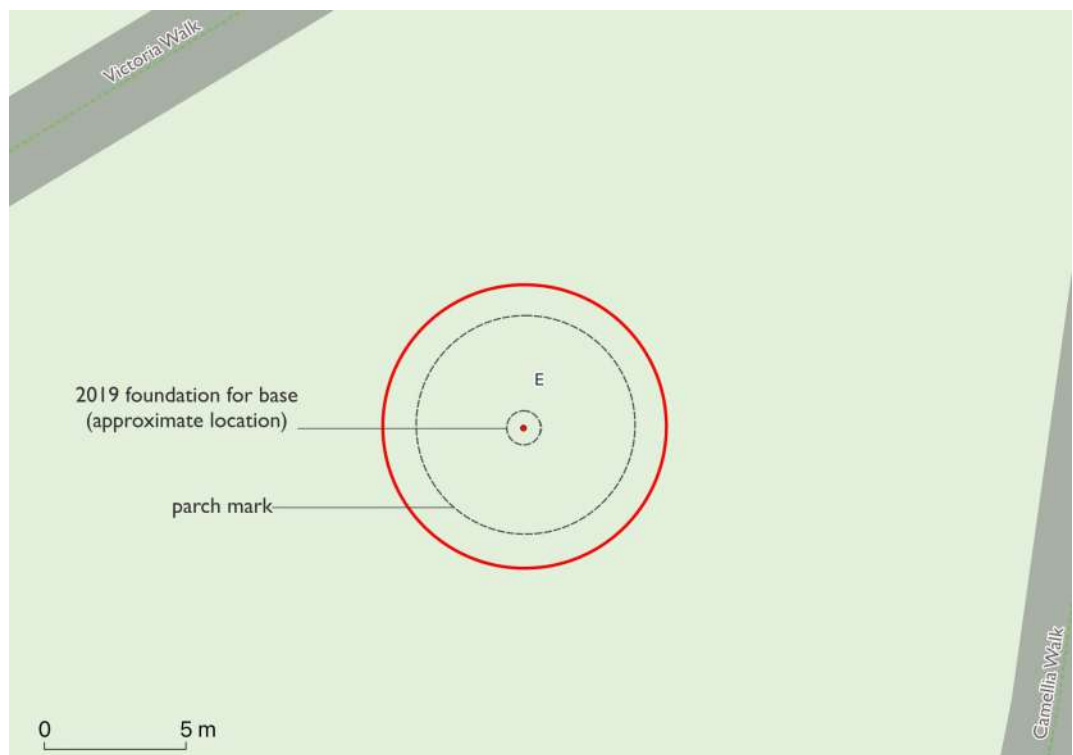 Victoria Walk
E
2019 foundation for base
(approximate location)
parch mark
Camellia Walk
0 5 m